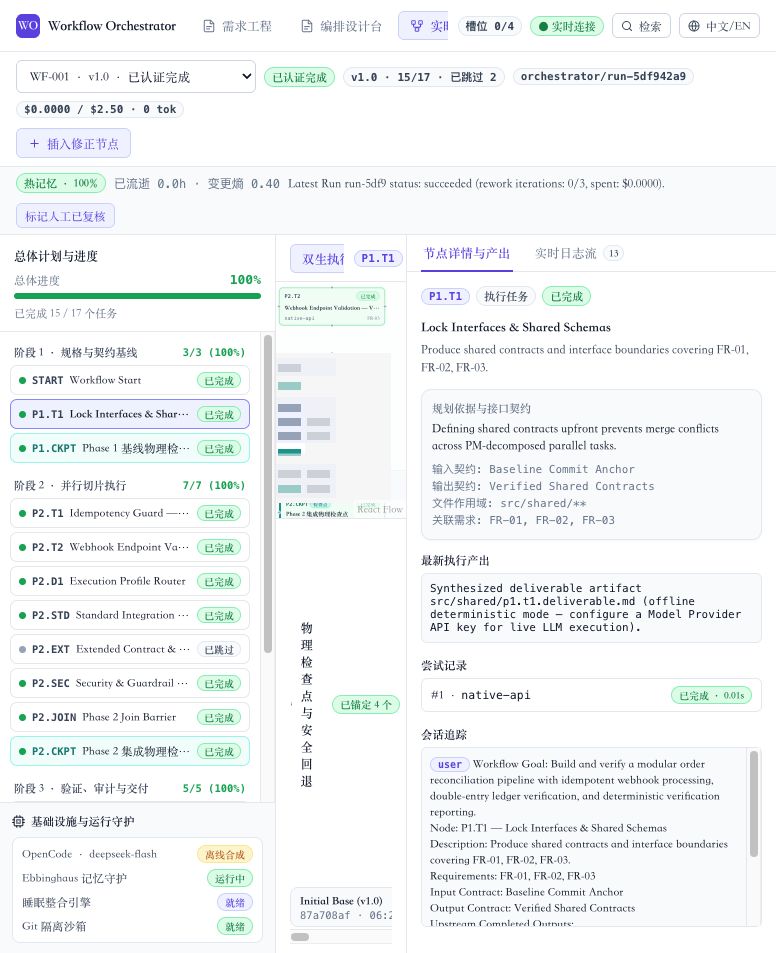 WO Workflow Orchestrator 需求工程 编排设计台 实时 槽位 0/4 实时连接 检索 中文/EN
WF-001 · v1.0 · 已认证完成 已认证完成 v1.0 · 15/17 · 已跳过 2 orchestrator/run-5df942a9
$0.0000 / $2.50 · 0 tok
+ 插入修正节点
热记忆 · 100% 已流逝 0.0h · 变更熵 0.40 Latest Run run-5df9 status: succeeded (rework iterations: 0/3, spent: $0.0000).
标记人工已复核
总体计划与进度
总体进度 100%
已完成 15 / 17 个任务
阶段 1 · 规格与契约基线 3/3 (100%)
START Workflow Start 已完成
P1.T1 Lock Interfaces & Shar··· 已完成
P1.CKPT Phase 1 基线物理检··· 已完成
阶段 2 · 并行切片执行 7/7 (100%)
P2.T1 Idempotency Guard —··· 已完成
P2.T2 Webhook Endpoint Va··· 已完成
P2.D1 Execution Profile Router 已完成
P2.STD Standard Integration ··· 已完成
P2.EXT Extended Contract & ··· 已跳过
P2.SEC Security & Guardrail ··· 已完成
P2.JOIN Phase 2 Join Barrier 已完成
P2.CKPT Phase 2 集成物理检··· 已完成
阶段 3 · 验证、审计与交付 5/5 (100%)
基础设施与运行守护
OpenCode · deepseek-flash 离线合成
Ebbinghaus 记忆守护 运行中
睡眠整合引擎 就绪
Git 隔离沙箱 就绪
双生执行 P1.T1
P2.T2 已完成
Webhook Endpoint Validation — V···
native-api FR-03
P2.CKPT 检查点 已完成
Phase 2 集成物理检查点
React Flow
物理检查点与安全回退
已锚定 4 个
Initial Base (v1.0)
87a708af · 06:2
节点详情与产出 实时日志流 13
P1.T1 执行任务 已完成
Lock Interfaces & Shared Schemas
Produce shared contracts and interface boundaries covering FR-01,
FR-02, FR-03.
规划依据与接口契约
Defining shared contracts upfront prevents merge conflicts
across PM-decomposed parallel tasks.
输入契约: Baseline Commit Anchor
输出契约: Verified Shared Contracts
文件作用域: src/shared/**
关联需求: FR-01, FR-02, FR-03
最新执行产出
Synthesized deliverable artifact
src/shared/p1.t1.deliverable.md (offline
deterministic mode — configure a Model Provider
API key for live LLM execution).
尝试记录
#1 · native-api 已完成 · 0.01s
会话追踪
user Workflow Goal: Build and verify a modular order
reconciliation pipeline with idempotent webhook processing,
double-entry ledger verification, and deterministic verification
reporting.
Node: P1.T1 — Lock Interfaces & Shared Schemas
Description: Produce shared contracts and interface boundaries
covering FR-01, FR-02, FR-03.
Requirements: FR-01, FR-02, FR-03
Input Contract: Baseline Commit Anchor
Output Contract: Verified Shared Contracts
Upstream Completed Outputs: